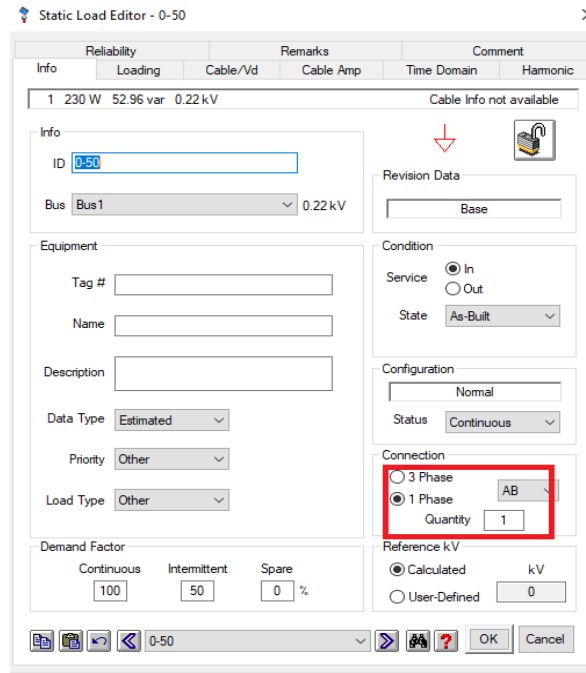 Static Load Editor - 0-50
Reliability Remarks Comment
Info Loading Cable/Vd Cable Amp Time Domain Harmonic
1 230 W 52.96 var 0.22 kV Cable Info not available
Info
ID 0-50
Bus Bus1 0.22 kV
Revision Data
Base
Equipment
Tag #
Name
Description
Data Type Estimated
Priority Other
Load Type Other
Condition
Service In
Out
State As-Built
Configuration
Normal
Status Continuous
Connection
3 Phase
1 Phase AB
Quantity 1
Demand Factor
Continuous Intermittent Spare
100 50 0 %
Reference kV
Calculated kV
User-Defined 0
0-50 ? OK Cancel